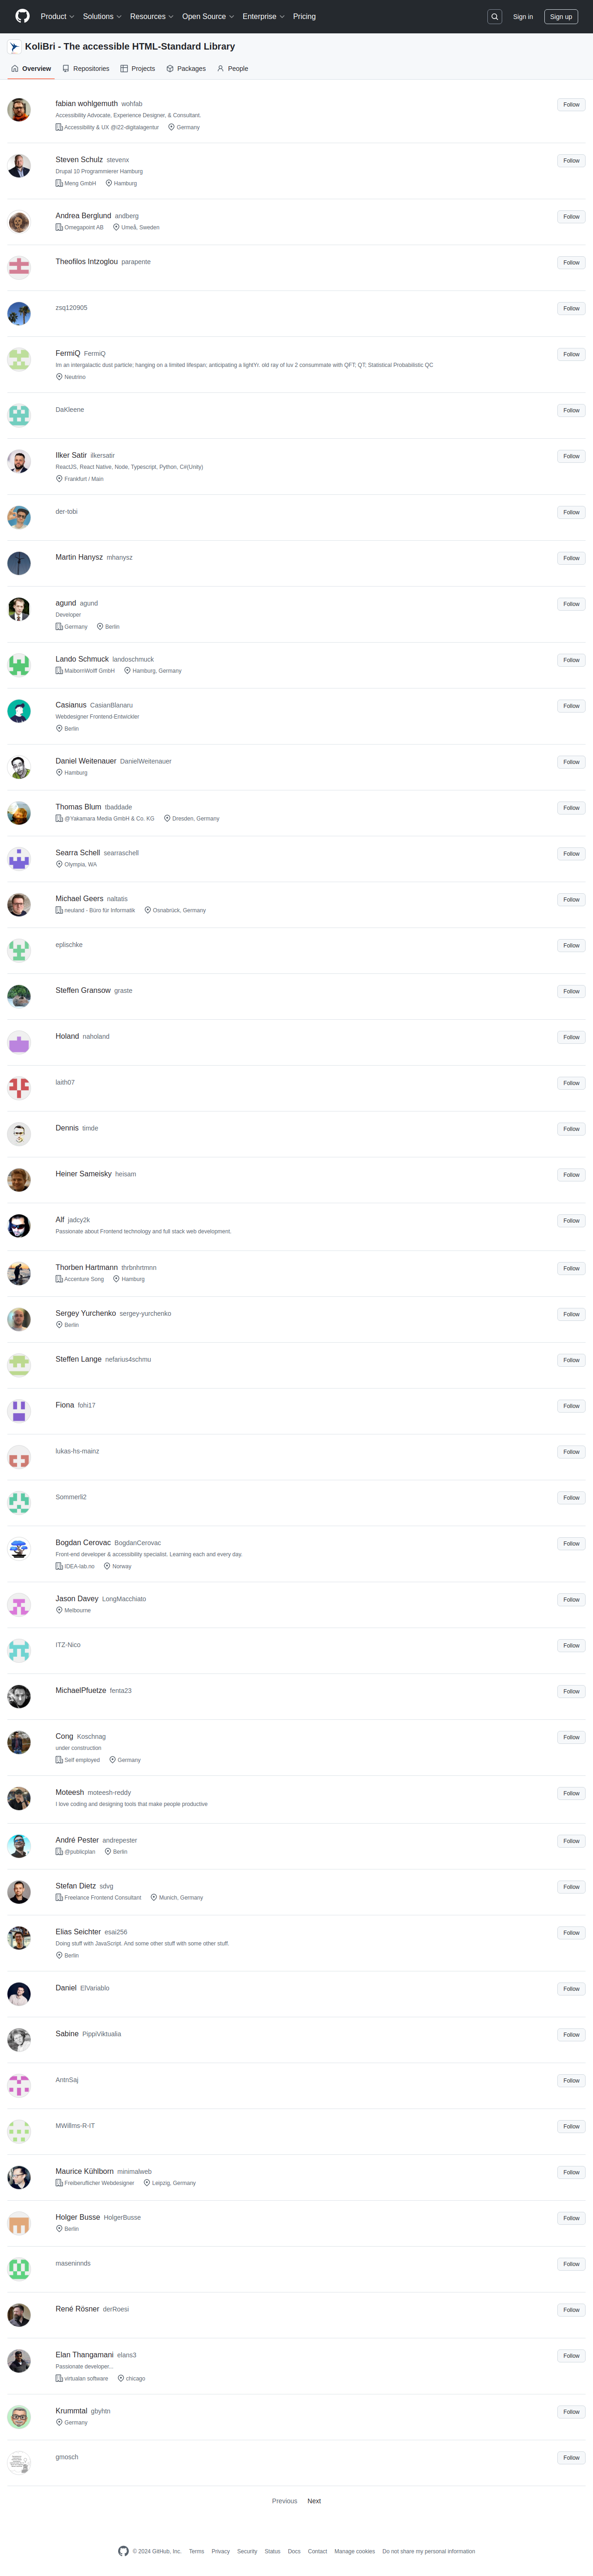 Product Solutions Resources Open Source Enterprise Pricing Sign in Sign up
KoliBri - The accessible HTML-Standard Library
Overview Repositories Projects Packages People
fabian wohlgemuth wohfab Follow
Accessibility Advocate, Experience Designer, & Consultant.
Accessibility & UX @i22-digitalagentur Germany
Steven Schulz stevenx Follow
Drupal 10 Programmierer Hamburg
Meng GmbH Hamburg
Andrea Berglund andberg Follow
Omegapoint AB Umeå, Sweden
Theofilos Intzoglou parapente Follow
zsq120905 Follow
FermiQ FermiQ Follow
Im an intergalactic dust particle; hanging on a limited lifespan; anticipating a lightYr. old ray of luv 2 consummate with QFT; QT; Statistical Probabilistic QC
Neutrino
DaKleene Follow
Ilker Satir ilkersatir Follow
ReactJS, React Native, Node, Typescript, Python, C#(Unity)
Frankfurt / Main
der-tobi Follow
Martin Hanysz mhanysz Follow
agund agund Follow
Developer
Germany Berlin
Lando Schmuck landoschmuck Follow
MaibornWolff GmbH Hamburg, Germany
Casianus CasianBlanaru Follow
Webdesigner Frontend-Entwickler
Berlin
Daniel Weitenauer DanielWeitenauer Follow
Hamburg
Thomas Blum tbaddade Follow
@Yakamara Media GmbH & Co. KG Dresden, Germany
Searra Schell searraschell Follow
Olympia, WA
Michael Geers naltatis Follow
neuland - Büro für Informatik Osnabrück, Germany
eplischke Follow
Steffen Gransow graste Follow
Holand naholand Follow
laith07 Follow
Dennis timde Follow
Heiner Sameisky heisam Follow
Alf jadcy2k Follow
Passionate about Frontend technology and full stack web development.
Thorben Hartmann thrbnhrtmnn Follow
Accenture Song Hamburg
Sergey Yurchenko sergey-yurchenko Follow
Berlin
Steffen Lange nefarius4schmu Follow
Fiona fohi17 Follow
lukas-hs-mainz Follow
Sommerli2 Follow
Bogdan Cerovac BogdanCerovac Follow
Front-end developer & accessibility specialist. Learning each and every day.
IDEA-lab.no Norway
Jason Davey LongMacchiato Follow
Melbourne
ITZ-Nico Follow
MichaelPfuetze fenta23 Follow
Cong Koschnag Follow
under construction
Self employed Germany
Moteesh moteesh-reddy Follow
I love coding and designing tools that make people productive
André Pester andrepester Follow
@publicplan Berlin
Stefan Dietz sdvg Follow
Freelance Frontend Consultant Munich, Germany
Elias Seichter esai256 Follow
Doing stuff with JavaScript. And some other stuff with some other stuff.
Berlin
Daniel ElVariablo Follow
Sabine PippiViktualia Follow
AntnSaj Follow
MWillms-R-IT Follow
Maurice Kühlborn minimalweb Follow
Freiberuflicher Webdesigner Leipzig, Germany
Holger Busse HolgerBusse Follow
Berlin
maseninnds Follow
René Rösner derRoesi Follow
Elan Thangamani elans3 Follow
Passionate developer...
virtualan software chicago
Krummtal gbyhtn Follow
Germany
gmosch Follow
Previous Next
© 2024 GitHub, Inc. Terms Privacy Security Status Docs Contact Manage cookies Do not share my personal information